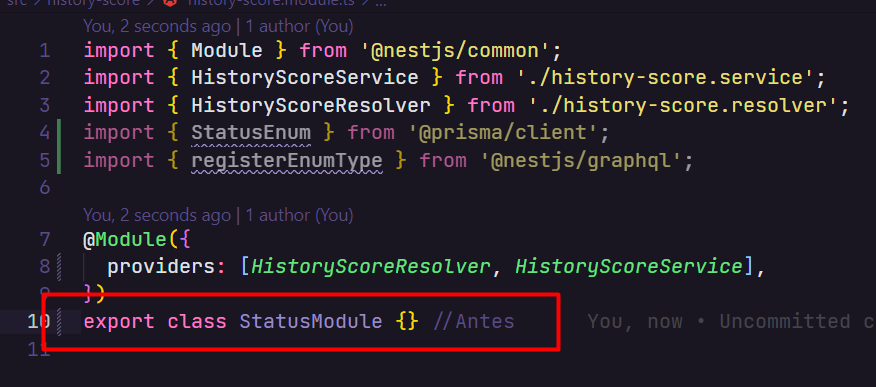 src > history-score > history-score.module.ts > ...
You, 2 seconds ago | 1 author (You)
1 import { Module } from '@nestjs/common';
2 import { HistoryScoreService } from './history-score.service';
3 import { HistoryScoreResolver } from './history-score.resolver';
4 import { StatusEnum } from '@prisma/client';
5 import { registerEnumType } from '@nestjs/graphql';
6
You, 2 seconds ago | 1 author (You)
7 @Module({
8 providers: [HistoryScoreResolver, HistoryScoreService],
9 })
10 export class StatusModule {} //Antes You, now • Uncommitted c
11